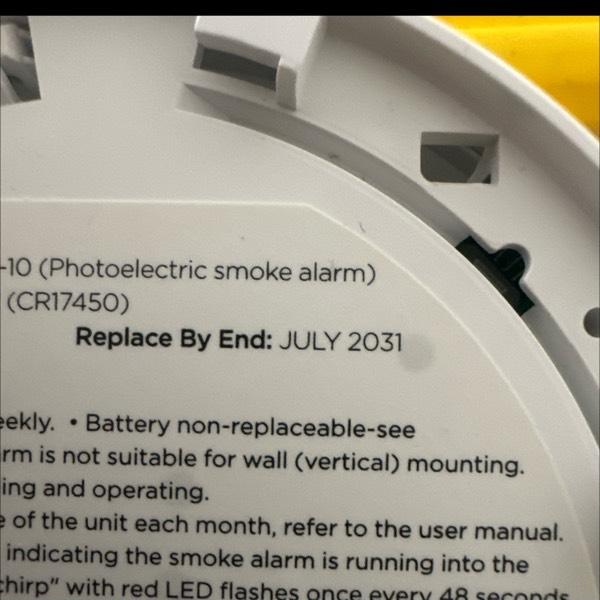 -10 (Photoelectric smoke alarm)
(CR17450)
Replace By End: JULY 2031
• Battery non-replaceable-see
is not suitable for wall (vertical) mounting.
ing and operating.
of the unit each month, refer to the user manual.
indicating the smoke alarm is running into the
chirp" with red LED flashes once every 48 seconds